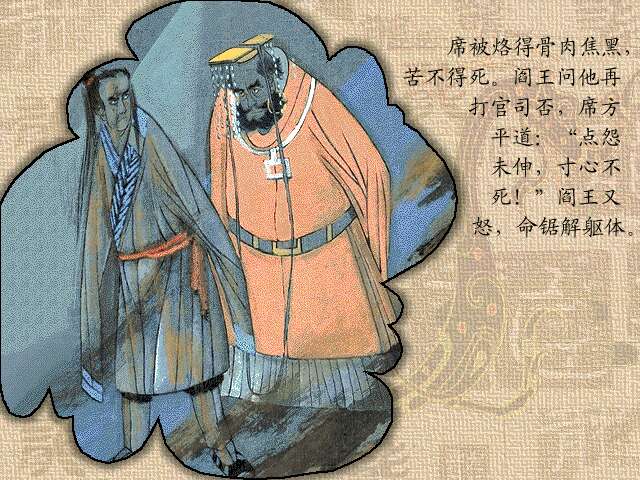 席被烙得骨肉焦黑，
苦不得死。阎王问他再
打官司否，席方
平道：“点怨
未伸，寸心不
死！”阎王又
怒，命锯解躯体。